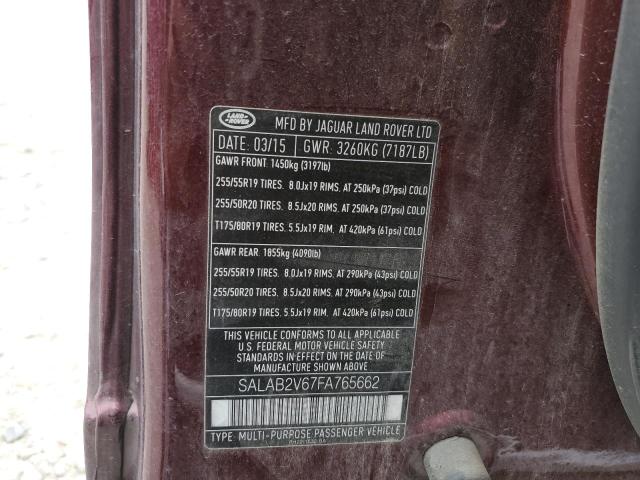 LAND ROVER
MFD BY JAGUAR LAND ROVER LTD
DATE: 03/15 GWR: 3260KG (7187LB)
GAWR FRONT: 1450kg (3197lb)
255/55R19 TIRES. 8.0Jx19 RIMS. AT 250kPa (37psi) COLD
255/50R20 TIRES. 8.5Jx20 RIMS. AT 250kPa (37psi) COLD
T175/80R19 TIRES. 5.5Jx19 RIM. AT 420kPa (61psi) COLD
GAWR REAR: 1855kg (4090lb)
255/55R19 TIRES. 8.0Jx19 RIMS. AT 290kPa (43psi) COLD
255/50R20 TIRES. 8.5Jx20 RIMS. AT 290kPa (43psi) COLD
T175/80R19 TIRES. 5.5Jx19 RIM. AT 420kPa (61psi) COLD
THIS VEHICLE CONFORMS TO ALL APPLICABLE
U.S. FEDERAL MOTOR VEHICLE SAFETY
STANDARDS IN EFFECT ON THE DATE OF
MANUFACTURE SHOWN ABOVE
SALAB2V67FA765662
TYPE: MULTI-PURPOSE PASSENGER VEHICLE